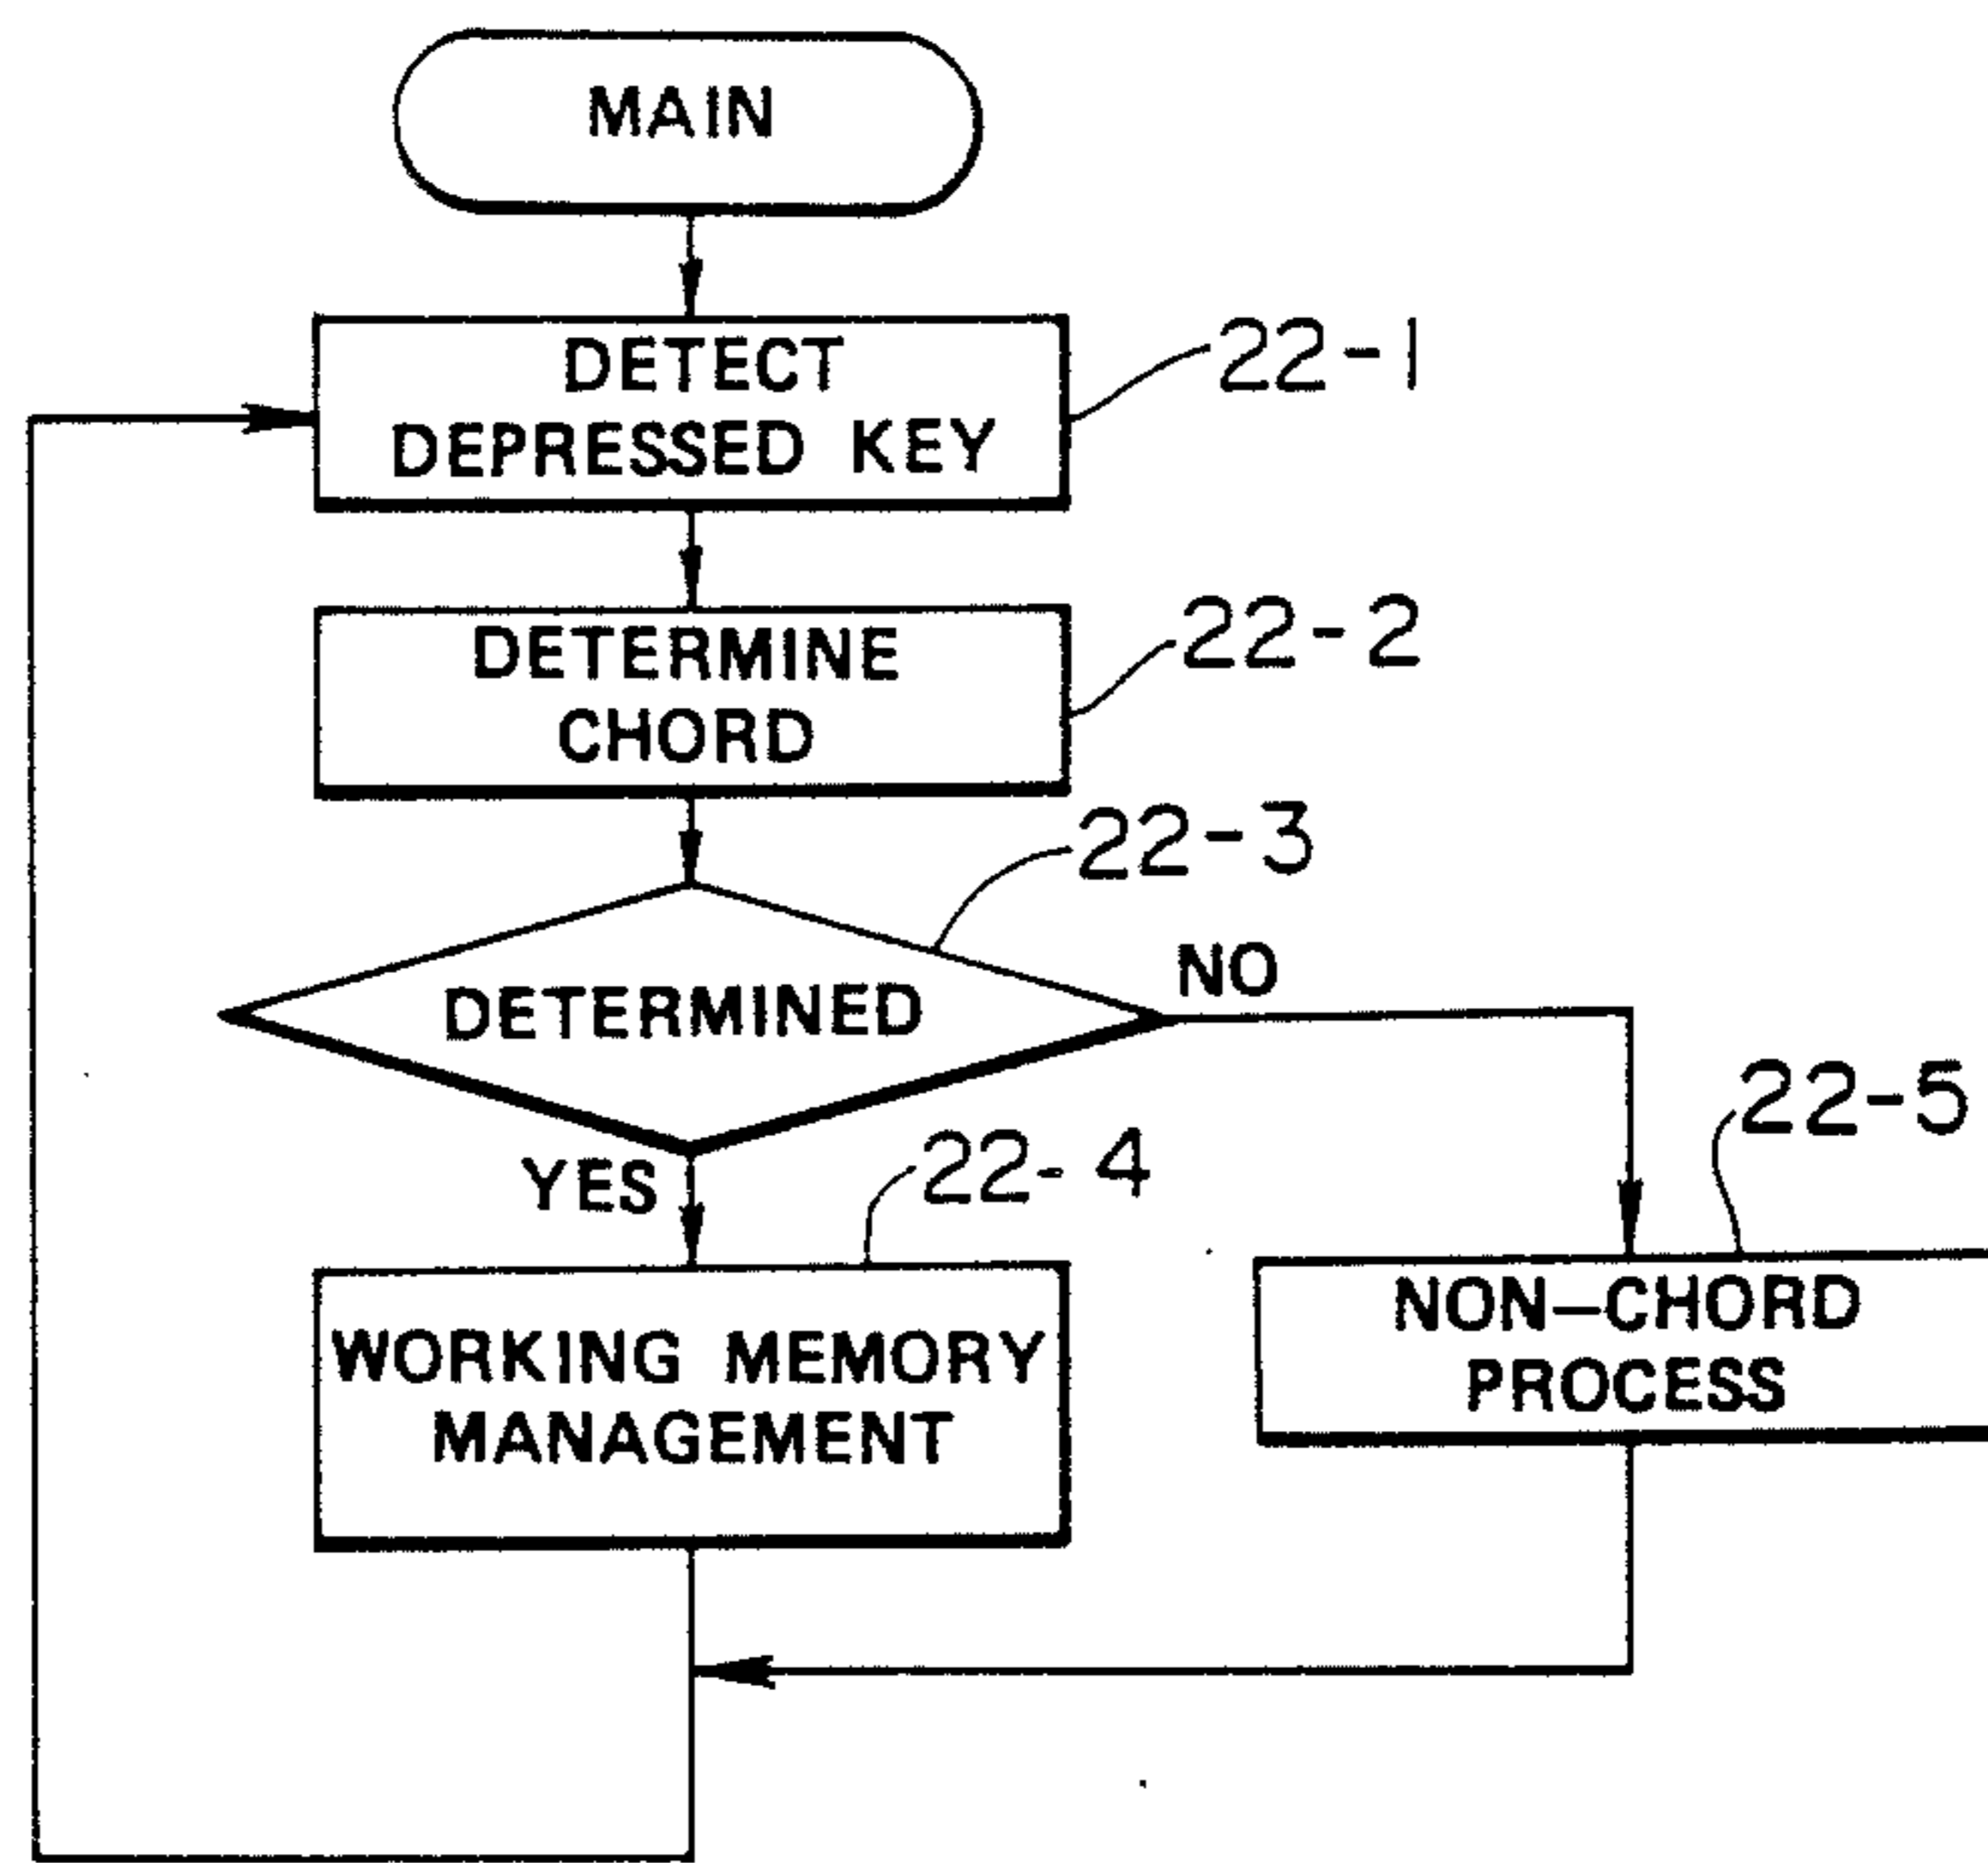 MAIN
DETECT
DEPRESSED KEY
22-1
DETERMINE
CHORD
22-2
22-3
DETERMINED
NO
YES
22-4
22-5
WORKING MEMORY
MANAGEMENT
NON-CHORD
PROCESS